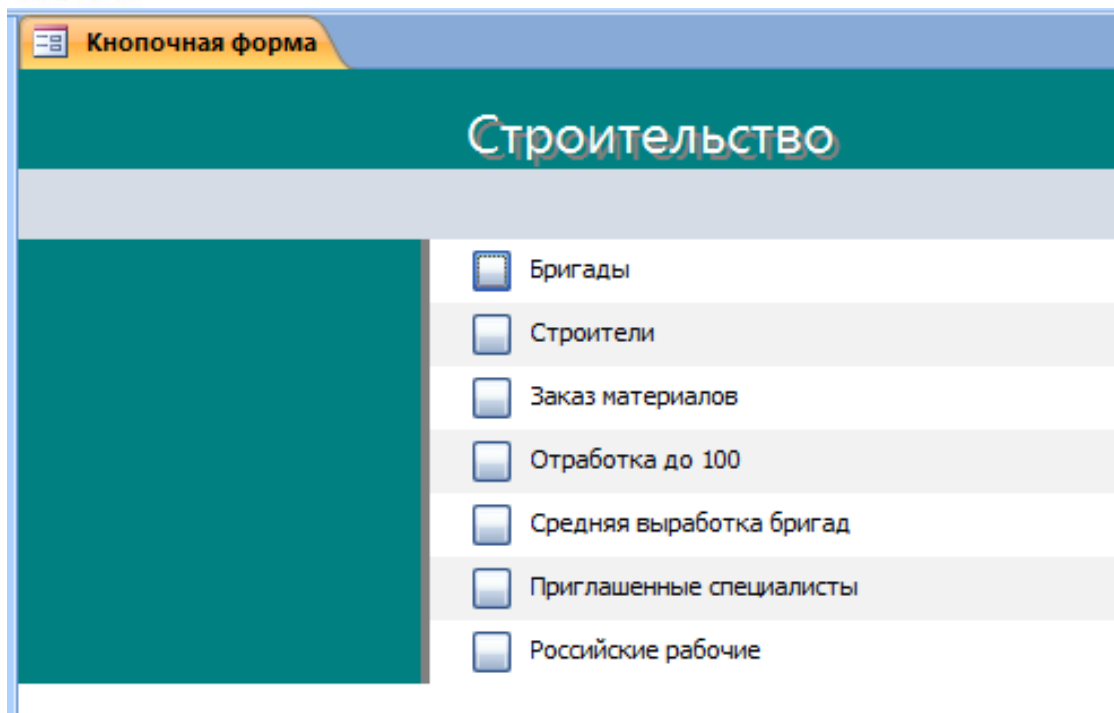 Кнопочная форма
Строительство
Бригады
Строители
Заказ материалов
Отработка до 100
Средняя выработка бригад
Приглашенные специалисты
Российские рабочие